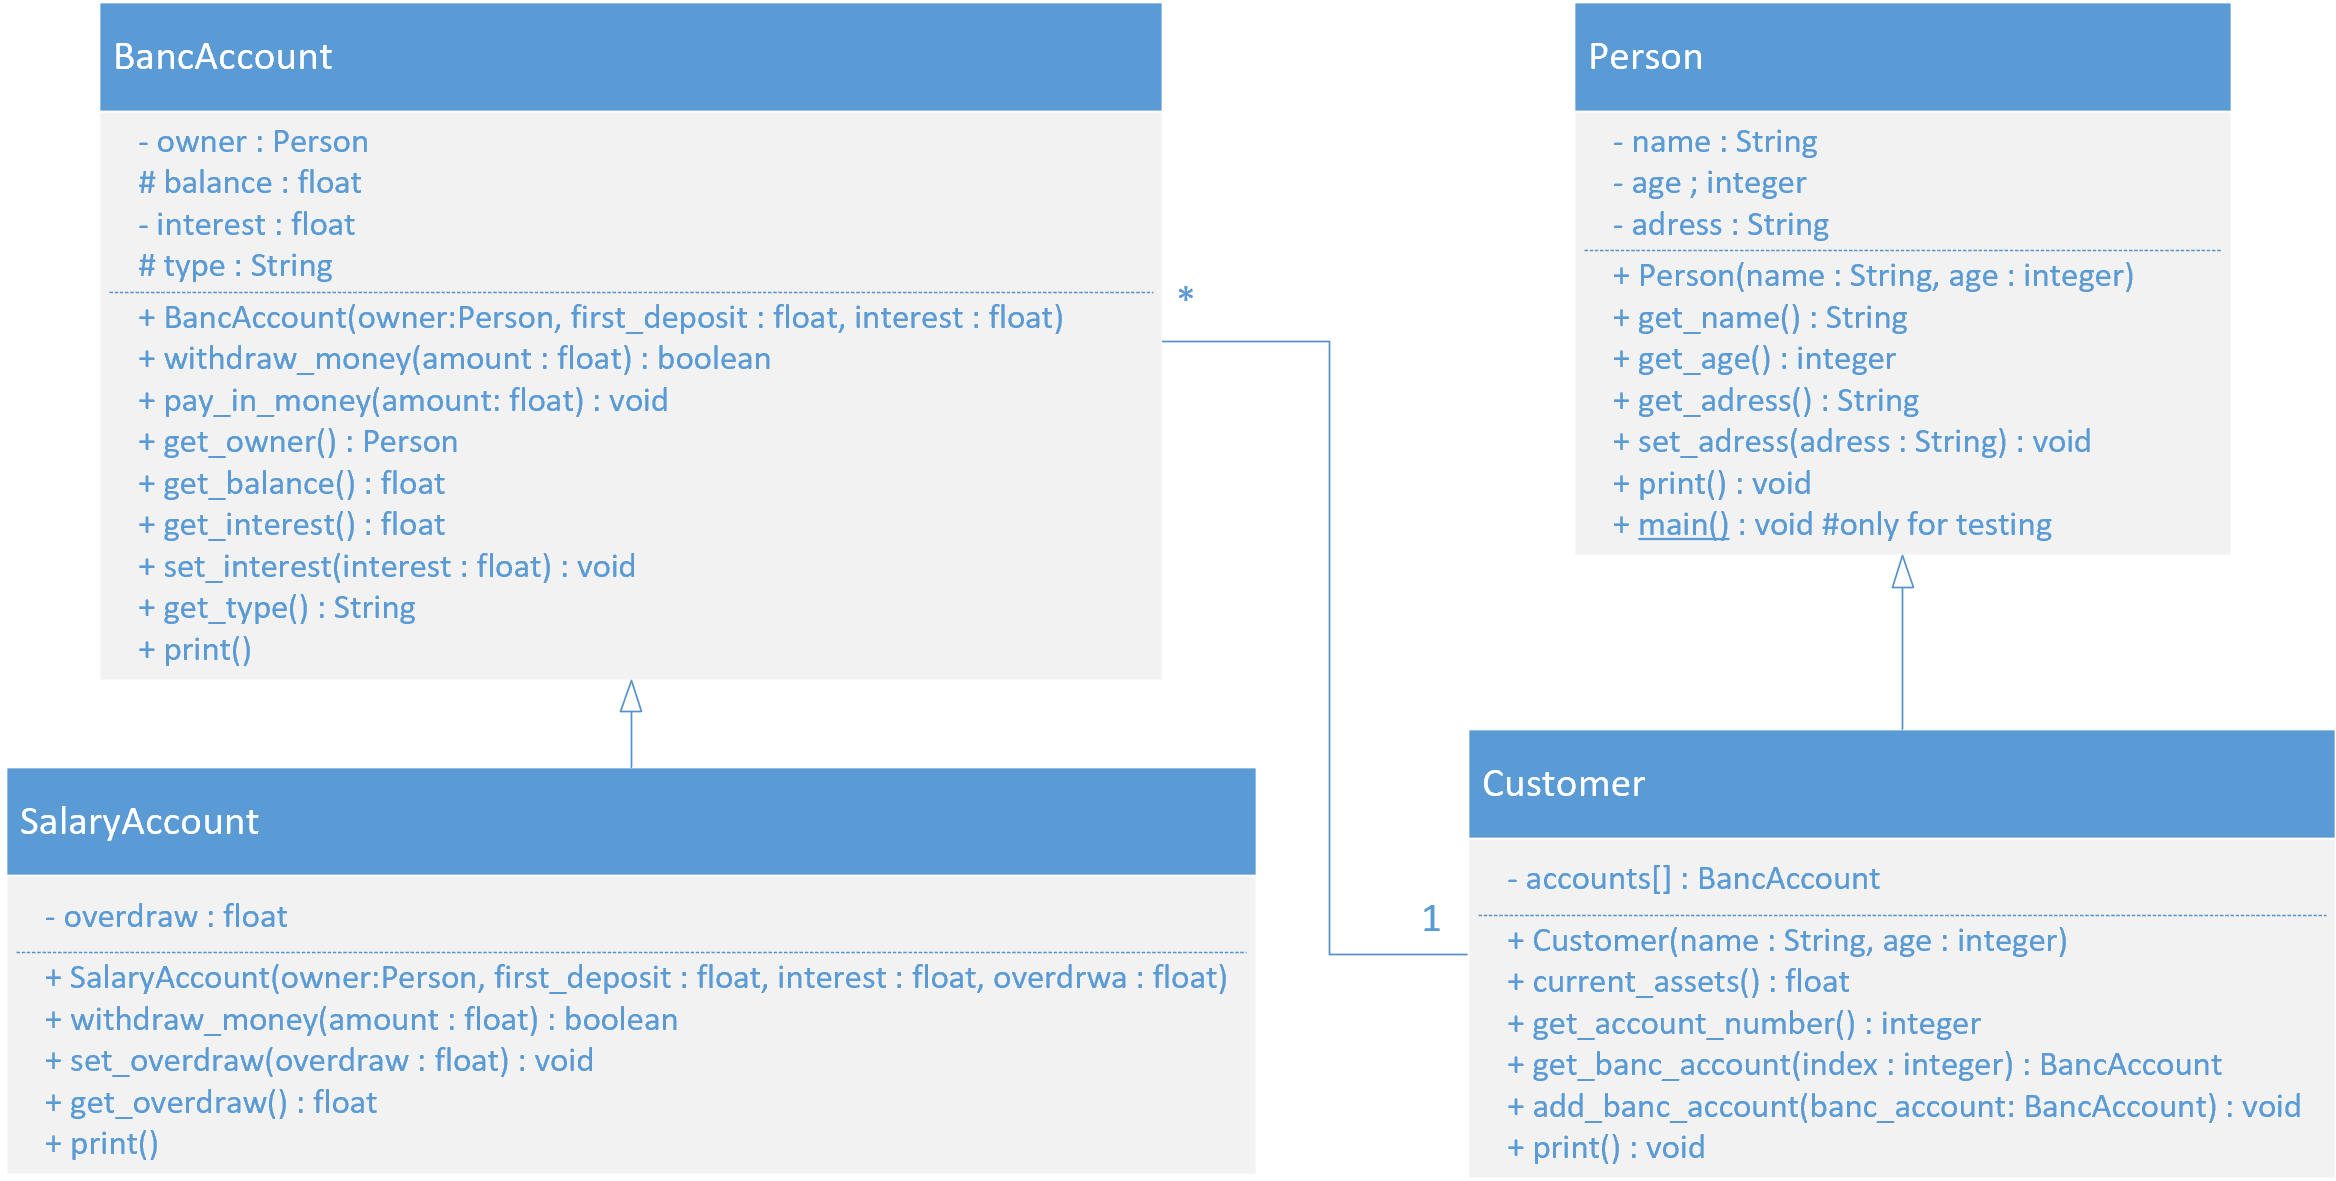 BancAccount
- owner : Person
# balance : float
- interest : float
# type : String
+ BancAccount(owner:Person, first_deposit : float, interest : float)
+ withdraw_money(amount : float) : boolean
+ pay_in_money(amount: float) : void
+ get_owner() : Person
+ get_balance() : float
+ get_interest() : float
+ set_interest(interest : float) : void
+ get_type() : String
+ print()
*
Person
- name : String
- age ; integer
- adress : String
+ Person(name : String, age : integer)
+ get_name() : String
+ get_age() : integer
+ get_adress() : String
+ set_adress(adress : String) : void
+ print() : void
+ main() : void #only for testing
SalaryAccount
- overdraw : float
+ SalaryAccount(owner:Person, first_deposit : float, interest : float, overdrwa : float)
+ withdraw_money(amount : float) : boolean
+ set_overdraw(overdraw : float) : void
+ get_overdraw() : float
+ print()
1
Customer
- accounts[] : BancAccount
+ Customer(name : String, age : integer)
+ current_assets() : float
+ get_account_number() : integer
+ get_banc_account(index : integer) : BancAccount
+ add_banc_account(banc_account: BancAccount) : void
+ print() : void